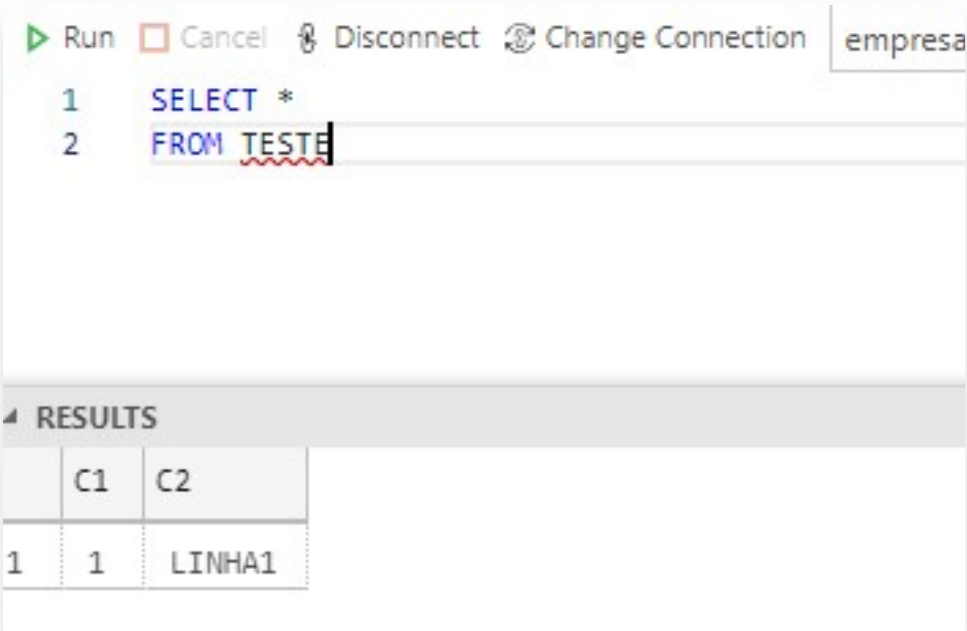 Run Cancel Disconnect Change Connection empresa
1 SELECT *
2 FROM TESTE
RESULTS
C1 C2
1 1 LINHA1